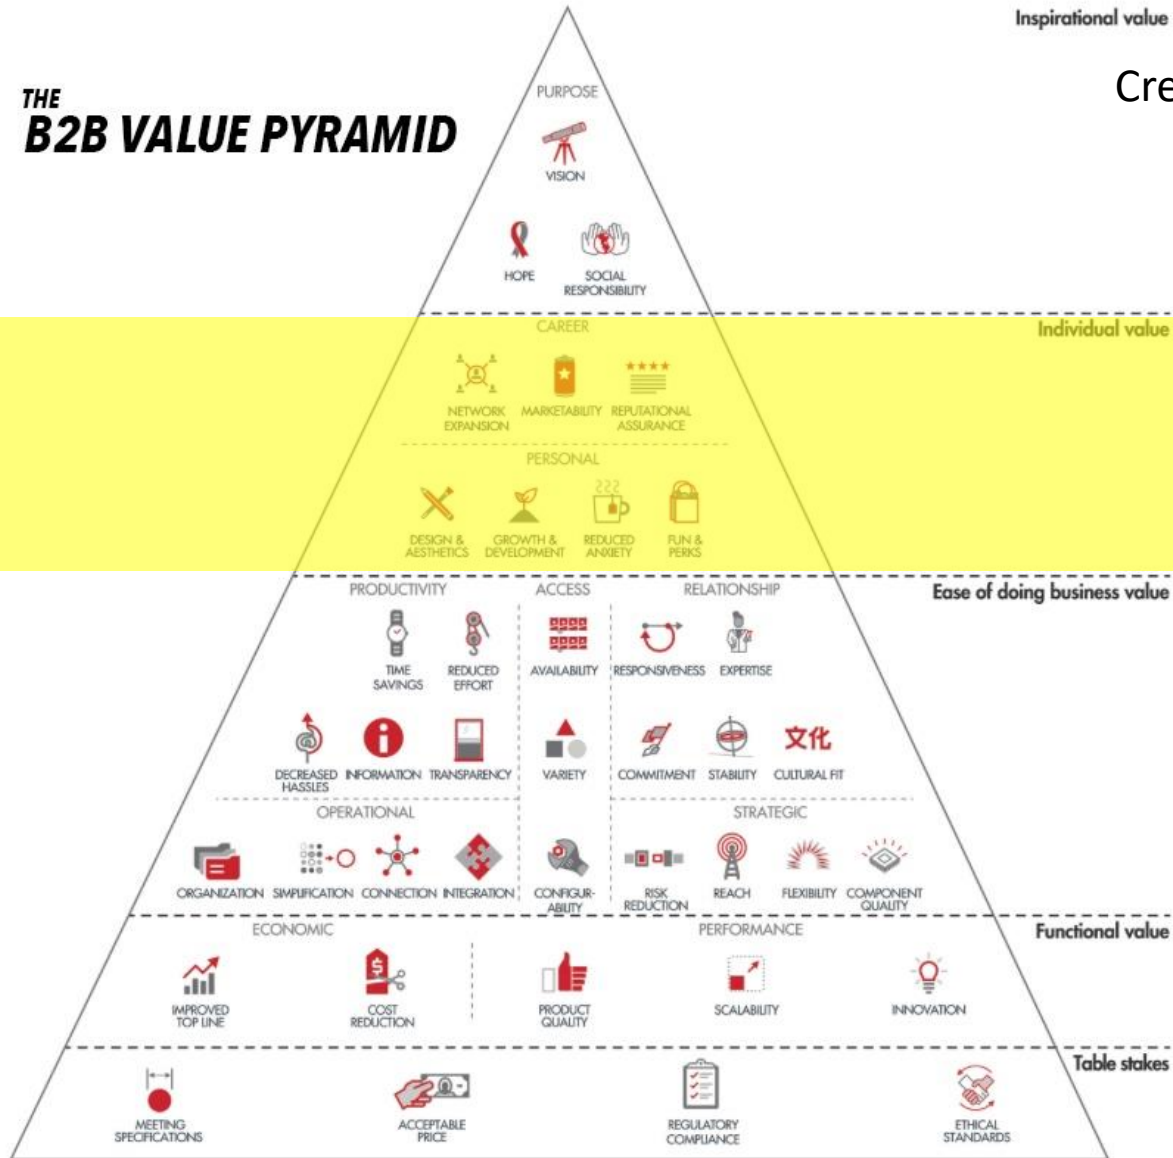 Inspirational value
Cre
THE
B2B VALUE PYRAMID
PURPOSE
VISION
HOPE
SOCIAL
RESPONSIBILITY
CAREER
Individual value
NETWORK
EXPANSION
MARKETABILITY
REPUTATIONAL
ASSURANCE
PERSONAL
DESIGN &
AESTHETICS
GROWTH &
DEVELOPMENT
REDUCED
ANXIETY
FUN &
PERKS
PRODUCTIVITY
ACCESS
RELATIONSHIP
Ease of doing business value
TIME
SAVINGS
REDUCED
EFFORT
AVAILABILITY
RESPONSIVENESS
EXPERTISE
文化
DECREASED
HASSLES
INFORMATION
TRANSPARENCY
VARIETY
COMMITMENT
STABILITY
CULTURAL FIT
OPERATIONAL
STRATEGIC
ORGANIZATION
SIMPLIFICATION
CONNECTION
INTEGRATION
CONFIGUR-
ABILITY
RISK
REDUCTION
REACH
FLEXIBILITY
COMPONENT
QUALITY
ECONOMIC
PERFORMANCE
Functional value
$
IMPROVED
TOP LINE
COST
REDUCTION
PRODUCT
QUALITY
SCALABILITY
INNOVATION
Table stakes
MEETING
SPECIFICATIONS
ACCEPTABLE
PRICE
REGULATORY
COMPLIANCE
ETHICAL
STANDARDS